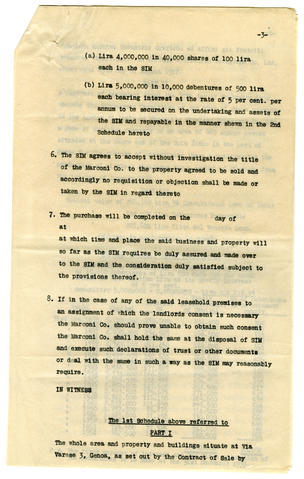 -3-
(a) Lira 4,000,000 in 40,000 shares of 100 lira
each in the SIM
(b) Lira 5,000,000 in 10,000 debentures of 500 lira
each bearing interest at the rate of 5 per cent. per
annum to be secured on the undertaking and assets of
the SIM and repayable in the manner shewn in the 2nd
Schedule hereto
6. The SIM agrees to accept without investigation the title
of the Marconi Co. to the property agreed to be sold and
accordingly no requisition or objection shall be made or
taken by the SIM in regard thereto
7. The purchase will be completed on the day of
at
at which time and place the said business and property will
so far as the SIM requires be duly assured and made over
to the SIM and the consideration duly satisfied subject to
the provisions thereof.
8. If in the case of any of the said leasehold premises to
an assignment of which the landlords consent is necessary
the Marconi Co. should prove unable to obtain such consent
the Marconi Co. shall hold the same at the disposal of SIM
and execute such declarations of trust or other documents
or deal with the same in such a way as the SIM may reasonably
require.
IN WITNESS
The 1st Schedule above referred to
PART I
The whole area and property and buildings situate at Via
Varese 3, Genoa, as set out by the Contract of Sale by